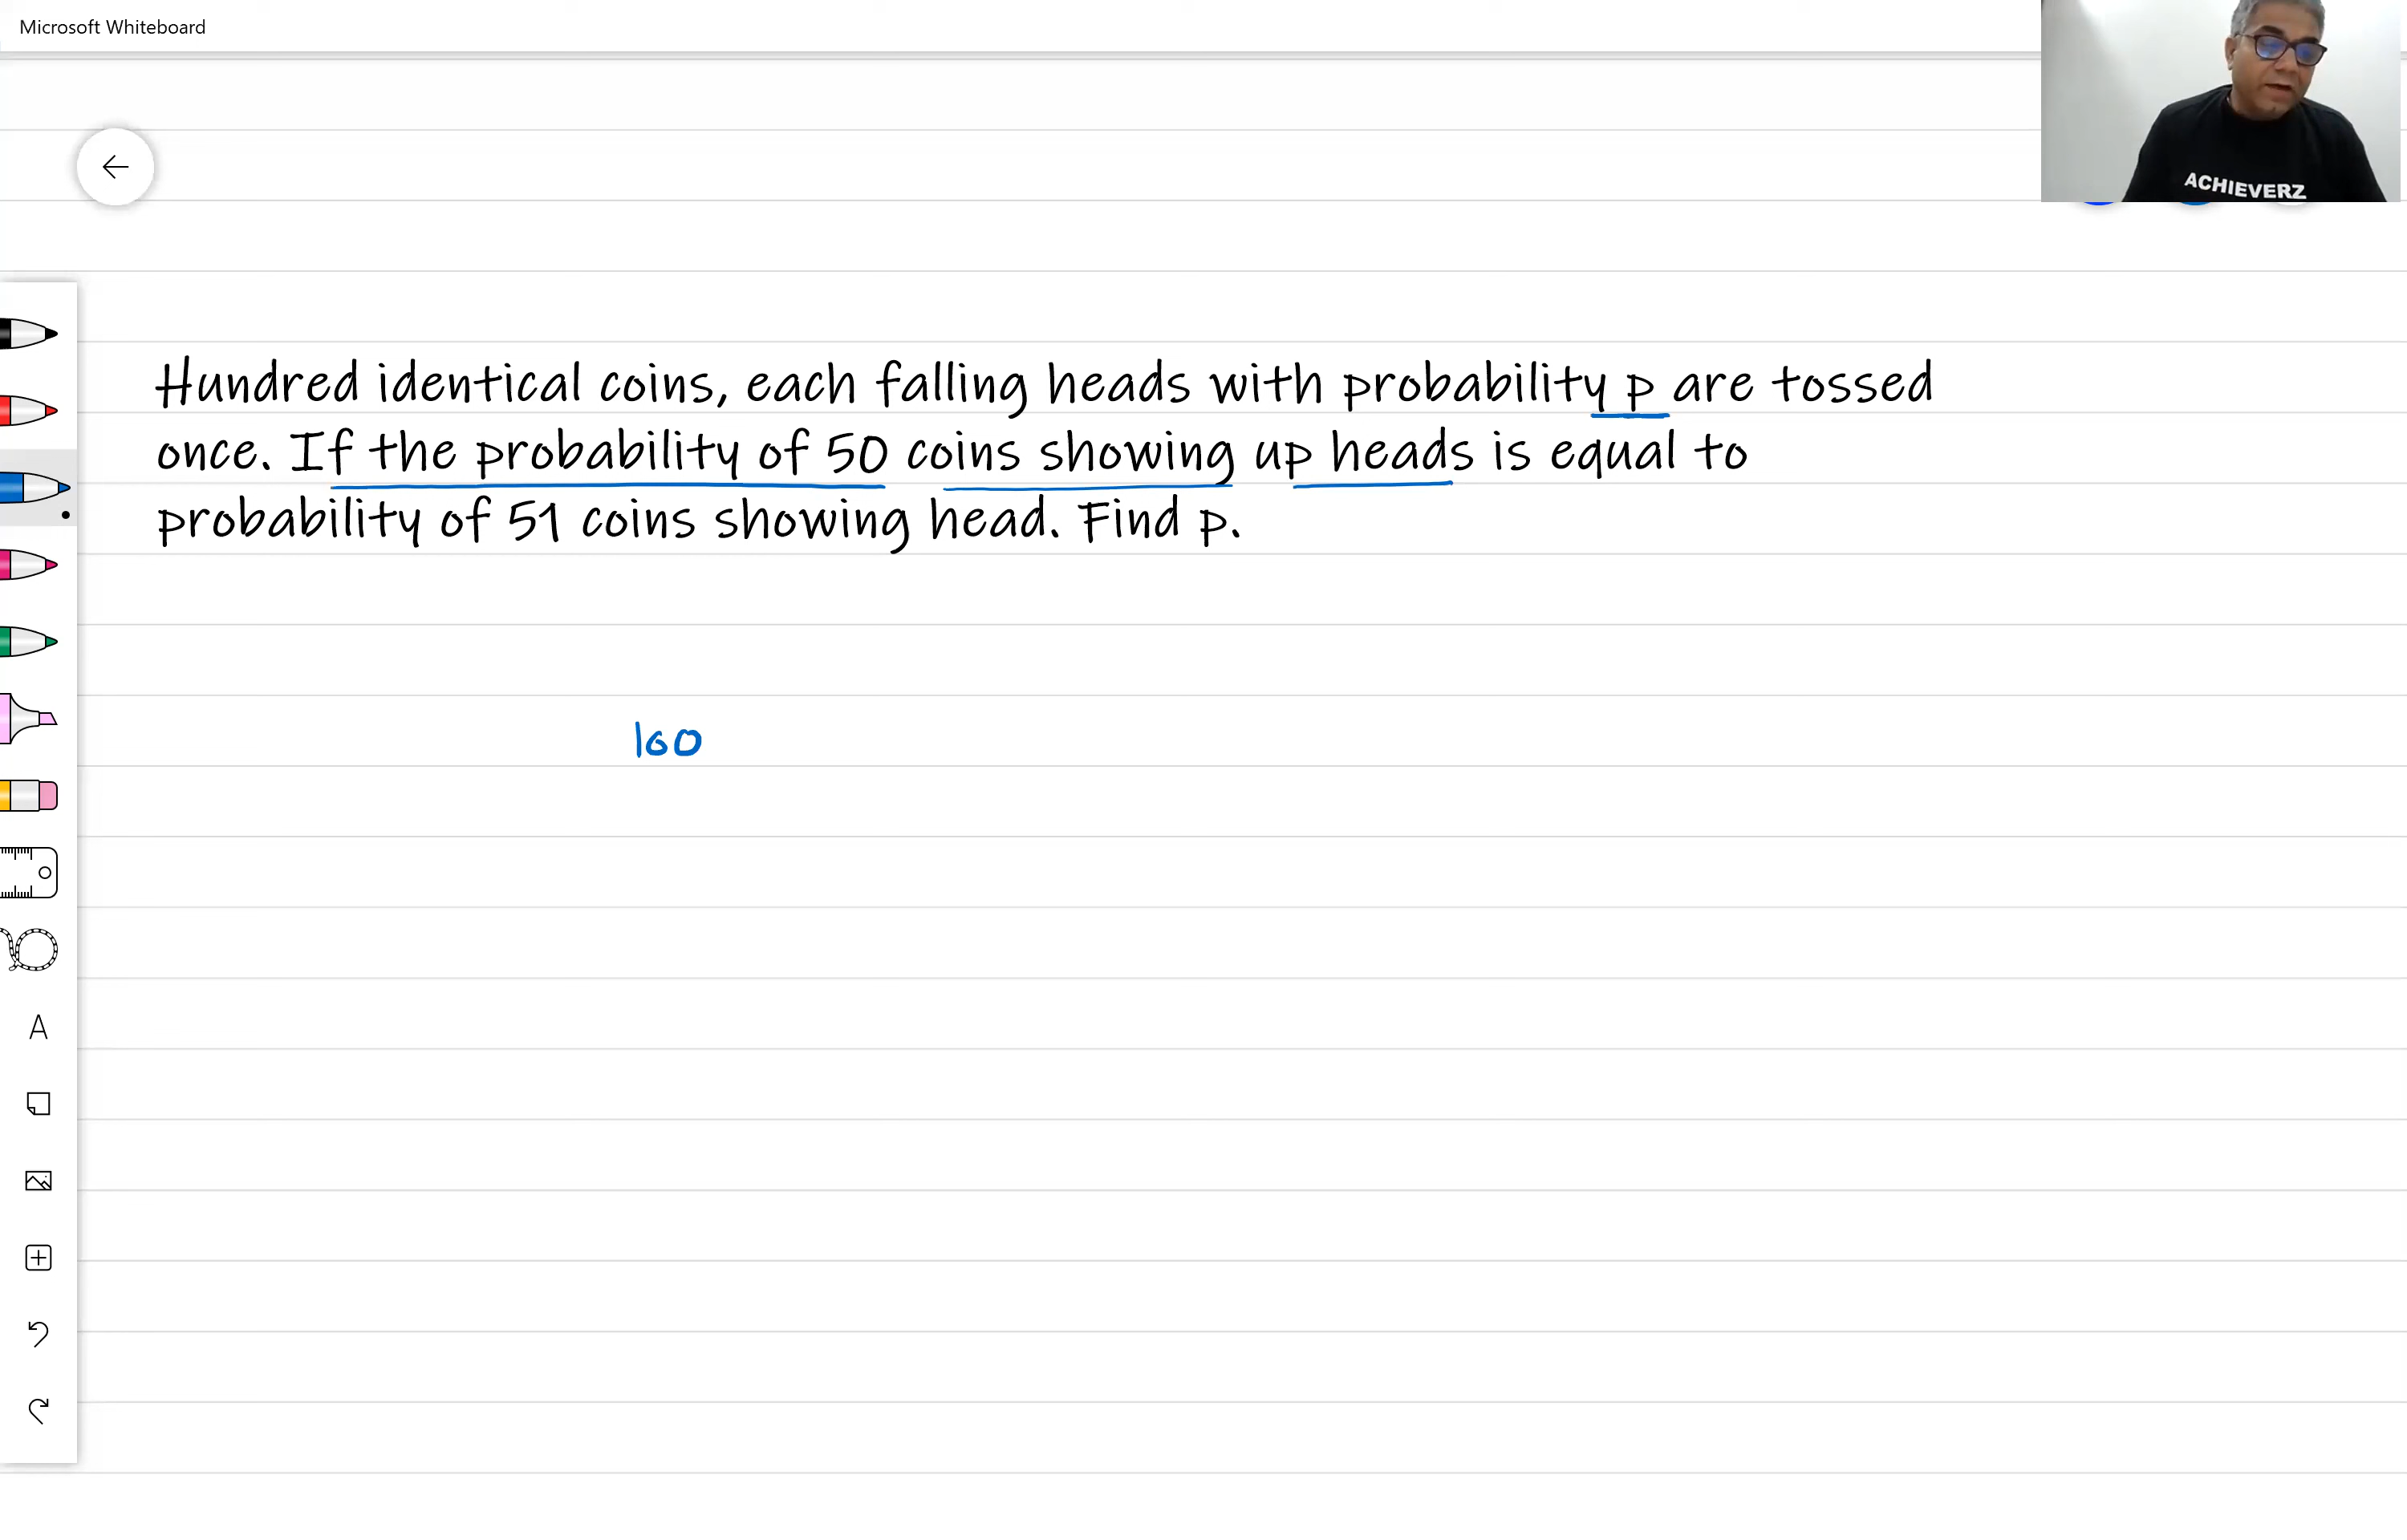 Microsoft Whiteboard
ACHIEVERZ
Hundred identical coins, each falling heads with probability p are tossed
once. If the probability of 50 coins showing up heads is equal to
probability of 51 coins showing head. Find p.
100
A